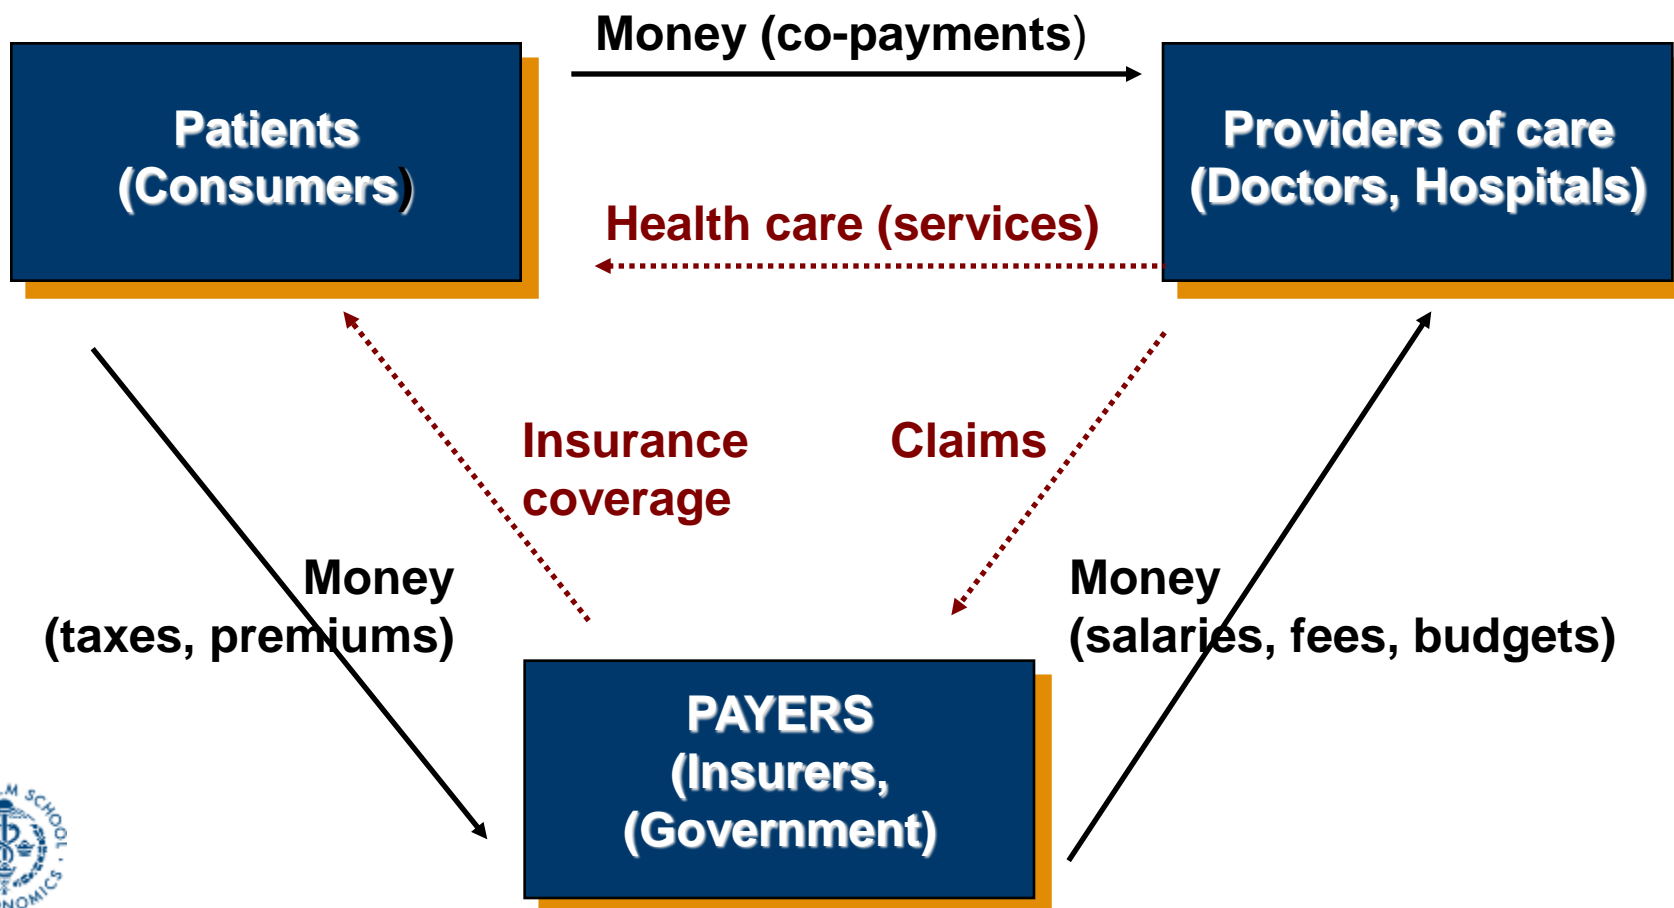 Money (co-payments)
Patients
(Consumers)
Providers of care
(Doctors, Hospitals)
Health care (services)
Insurance
coverage
Claims
Money
(taxes, premiums)
Money
(salaries, fees, budgets)
PAYERS
(Insurers,
(Government)
SCHOOL